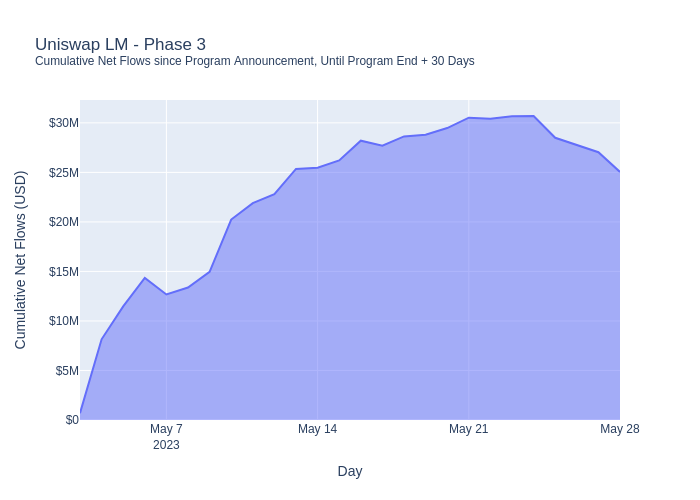 Uniswap LM - Phase 3
Cumulative Net Flows since Program Announcement, Until Program End + 30 Days
Cumulative Net Flows (USD)
$30M
$25M
$20M
$15M
$10M
$5M
$0
May 7
2023
May 14
May 21
May 28
Day